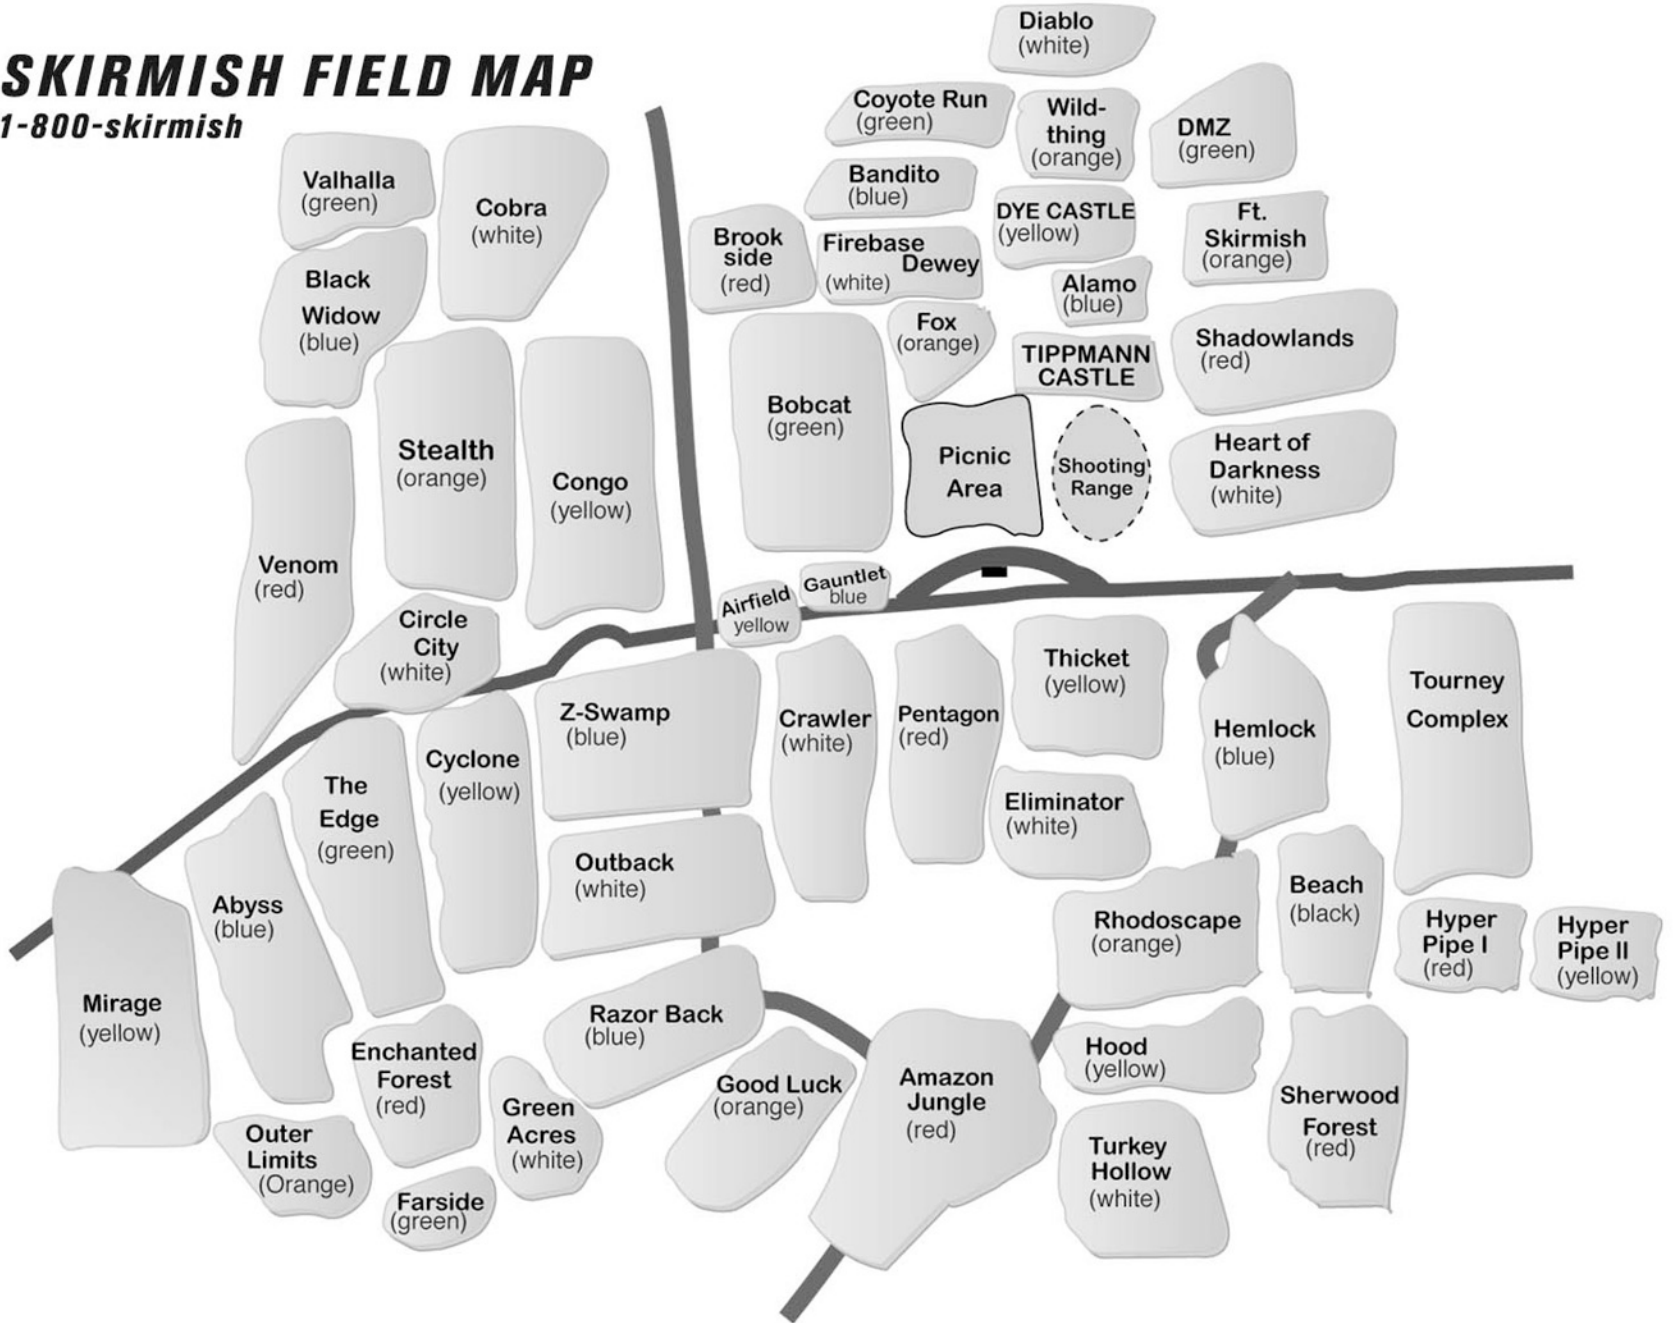 SKIRMISH FIELD MAP
1-800-skirmish
Diablo
(white)
Coyote Run
(green)
Wild-
thing
(orange)
DMZ
(green)
Valhalla
(green)
Cobra
(white)
Bandito
(blue)
DYE CASTLE
(yellow)
Ft.
Skirmish
(orange)
Brook
side
(red)
Firebase
Dewey
(white)
Black
Widow
(blue)
Alamo
(blue)
Fox
(orange)
TIPPMANN
CASTLE
Shadowlands
(red)
Stealth
(orange)
Congo
(yellow)
Bobcat
(green)
Picnic
Area
Shooting
Range
Heart of
Darkness
(white)
Venom
(red)
Circle
City
(white)
Airfield
yellow
Gauntlet
blue
Z-Swamp
(blue)
Crawler
(white)
Pentagon
(red)
Thicket
(yellow)
Hemlock
(blue)
Tourney
Complex
The
Edge
(green)
Cyclone
(yellow)
Eliminator
(white)
Abyss
(blue)
Outback
(white)
Rhodoscape
(orange)
Beach
(black)
Hyper
Pipe I
(red)
Hyper
Pipe II
(yellow)
Mirage
(yellow)
Enchanted
Forest
(red)
Razor Back
(blue)
Good Luck
(orange)
Amazon
Jungle
(red)
Hood
(yellow)
Sherwood
Forest
(red)
Outer
Limits
(Orange)
Green
Acres
(white)
Farside
(green)
Turkey
Hollow
(white)